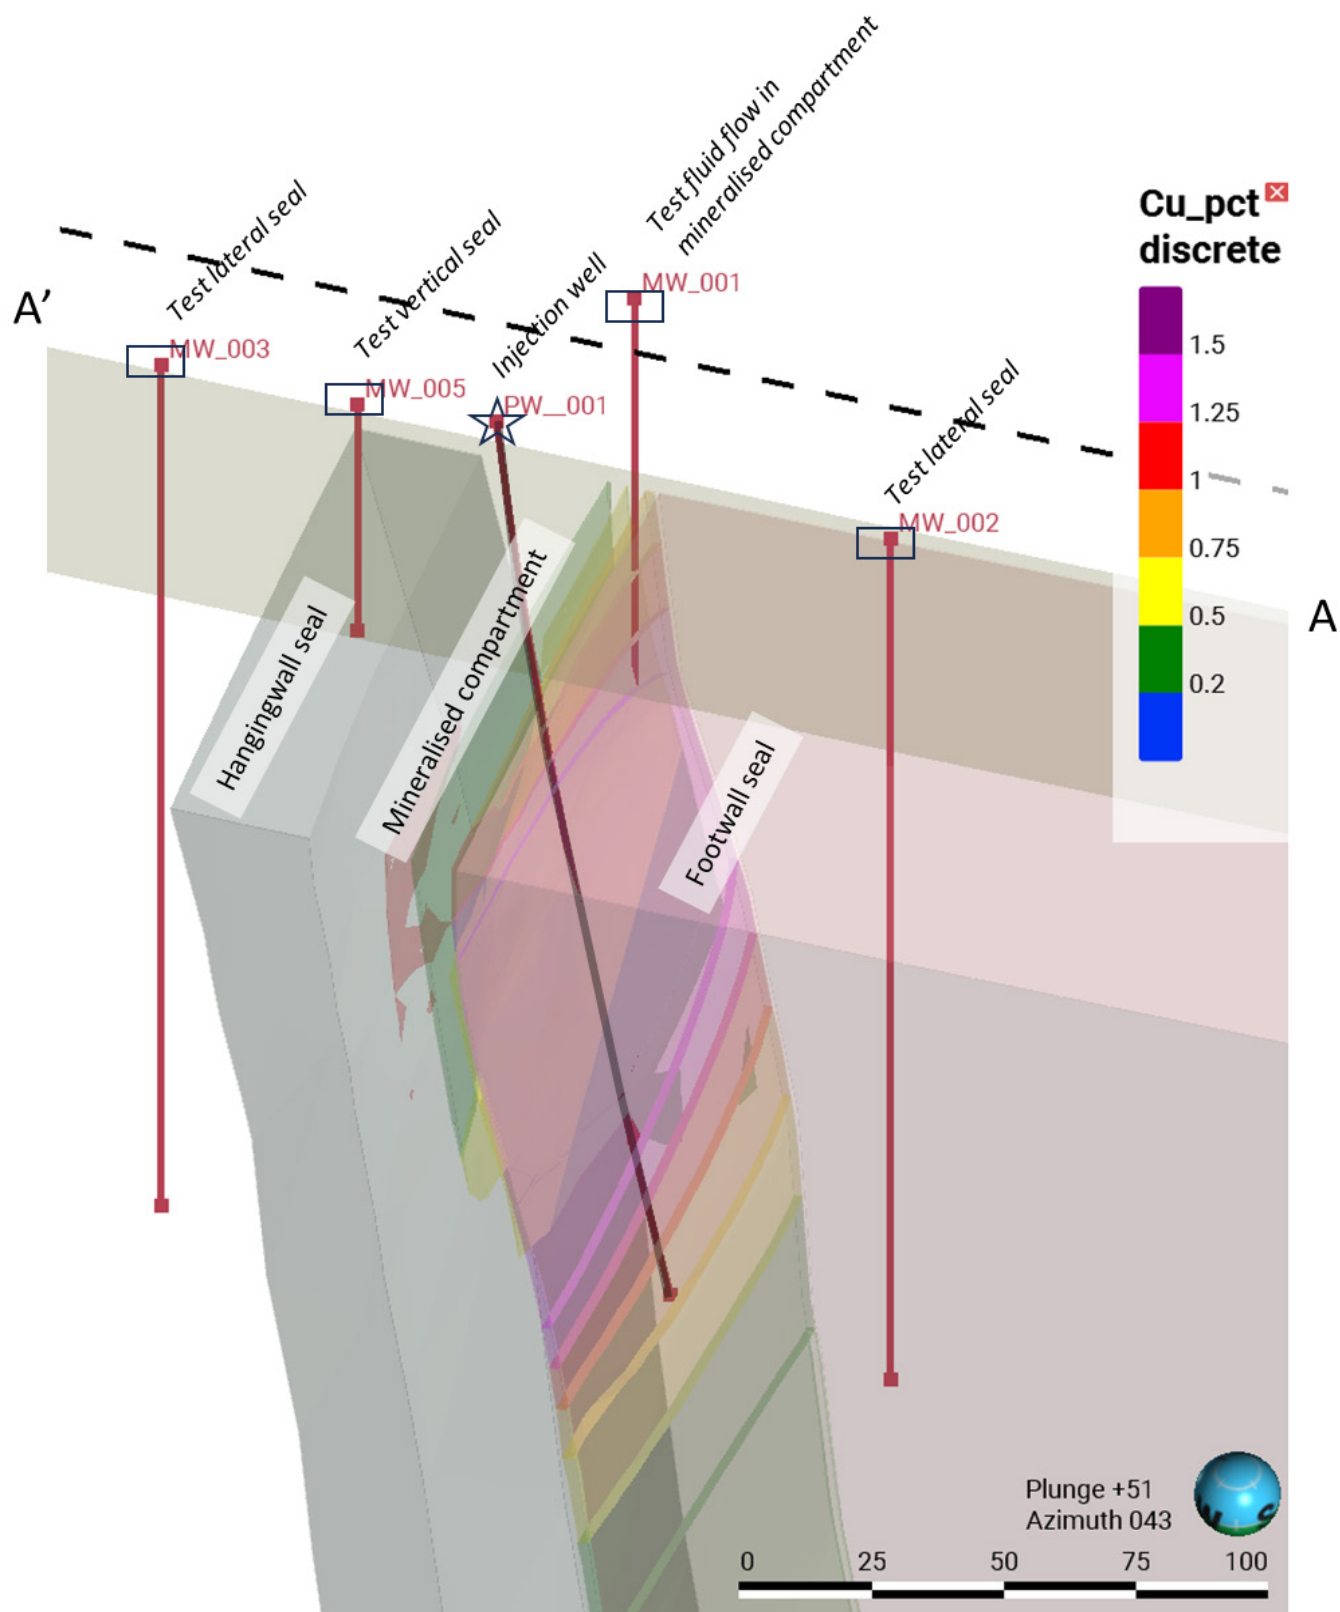 Test fluid flow in
mineralised compartment
Test lateral seal
Test vertical seal
Injection well
Test lateral seal
Cu_pct
discrete
A’
MW_003
MW_005
PW__001
MW_001
MW_002
1.5
1.25
1
0.75
0.5
0.2
A
Hangingwall seal
Mineralised compartment
Footwall seal
Plunge +51
Azimuth 043
0 25 50 75 100